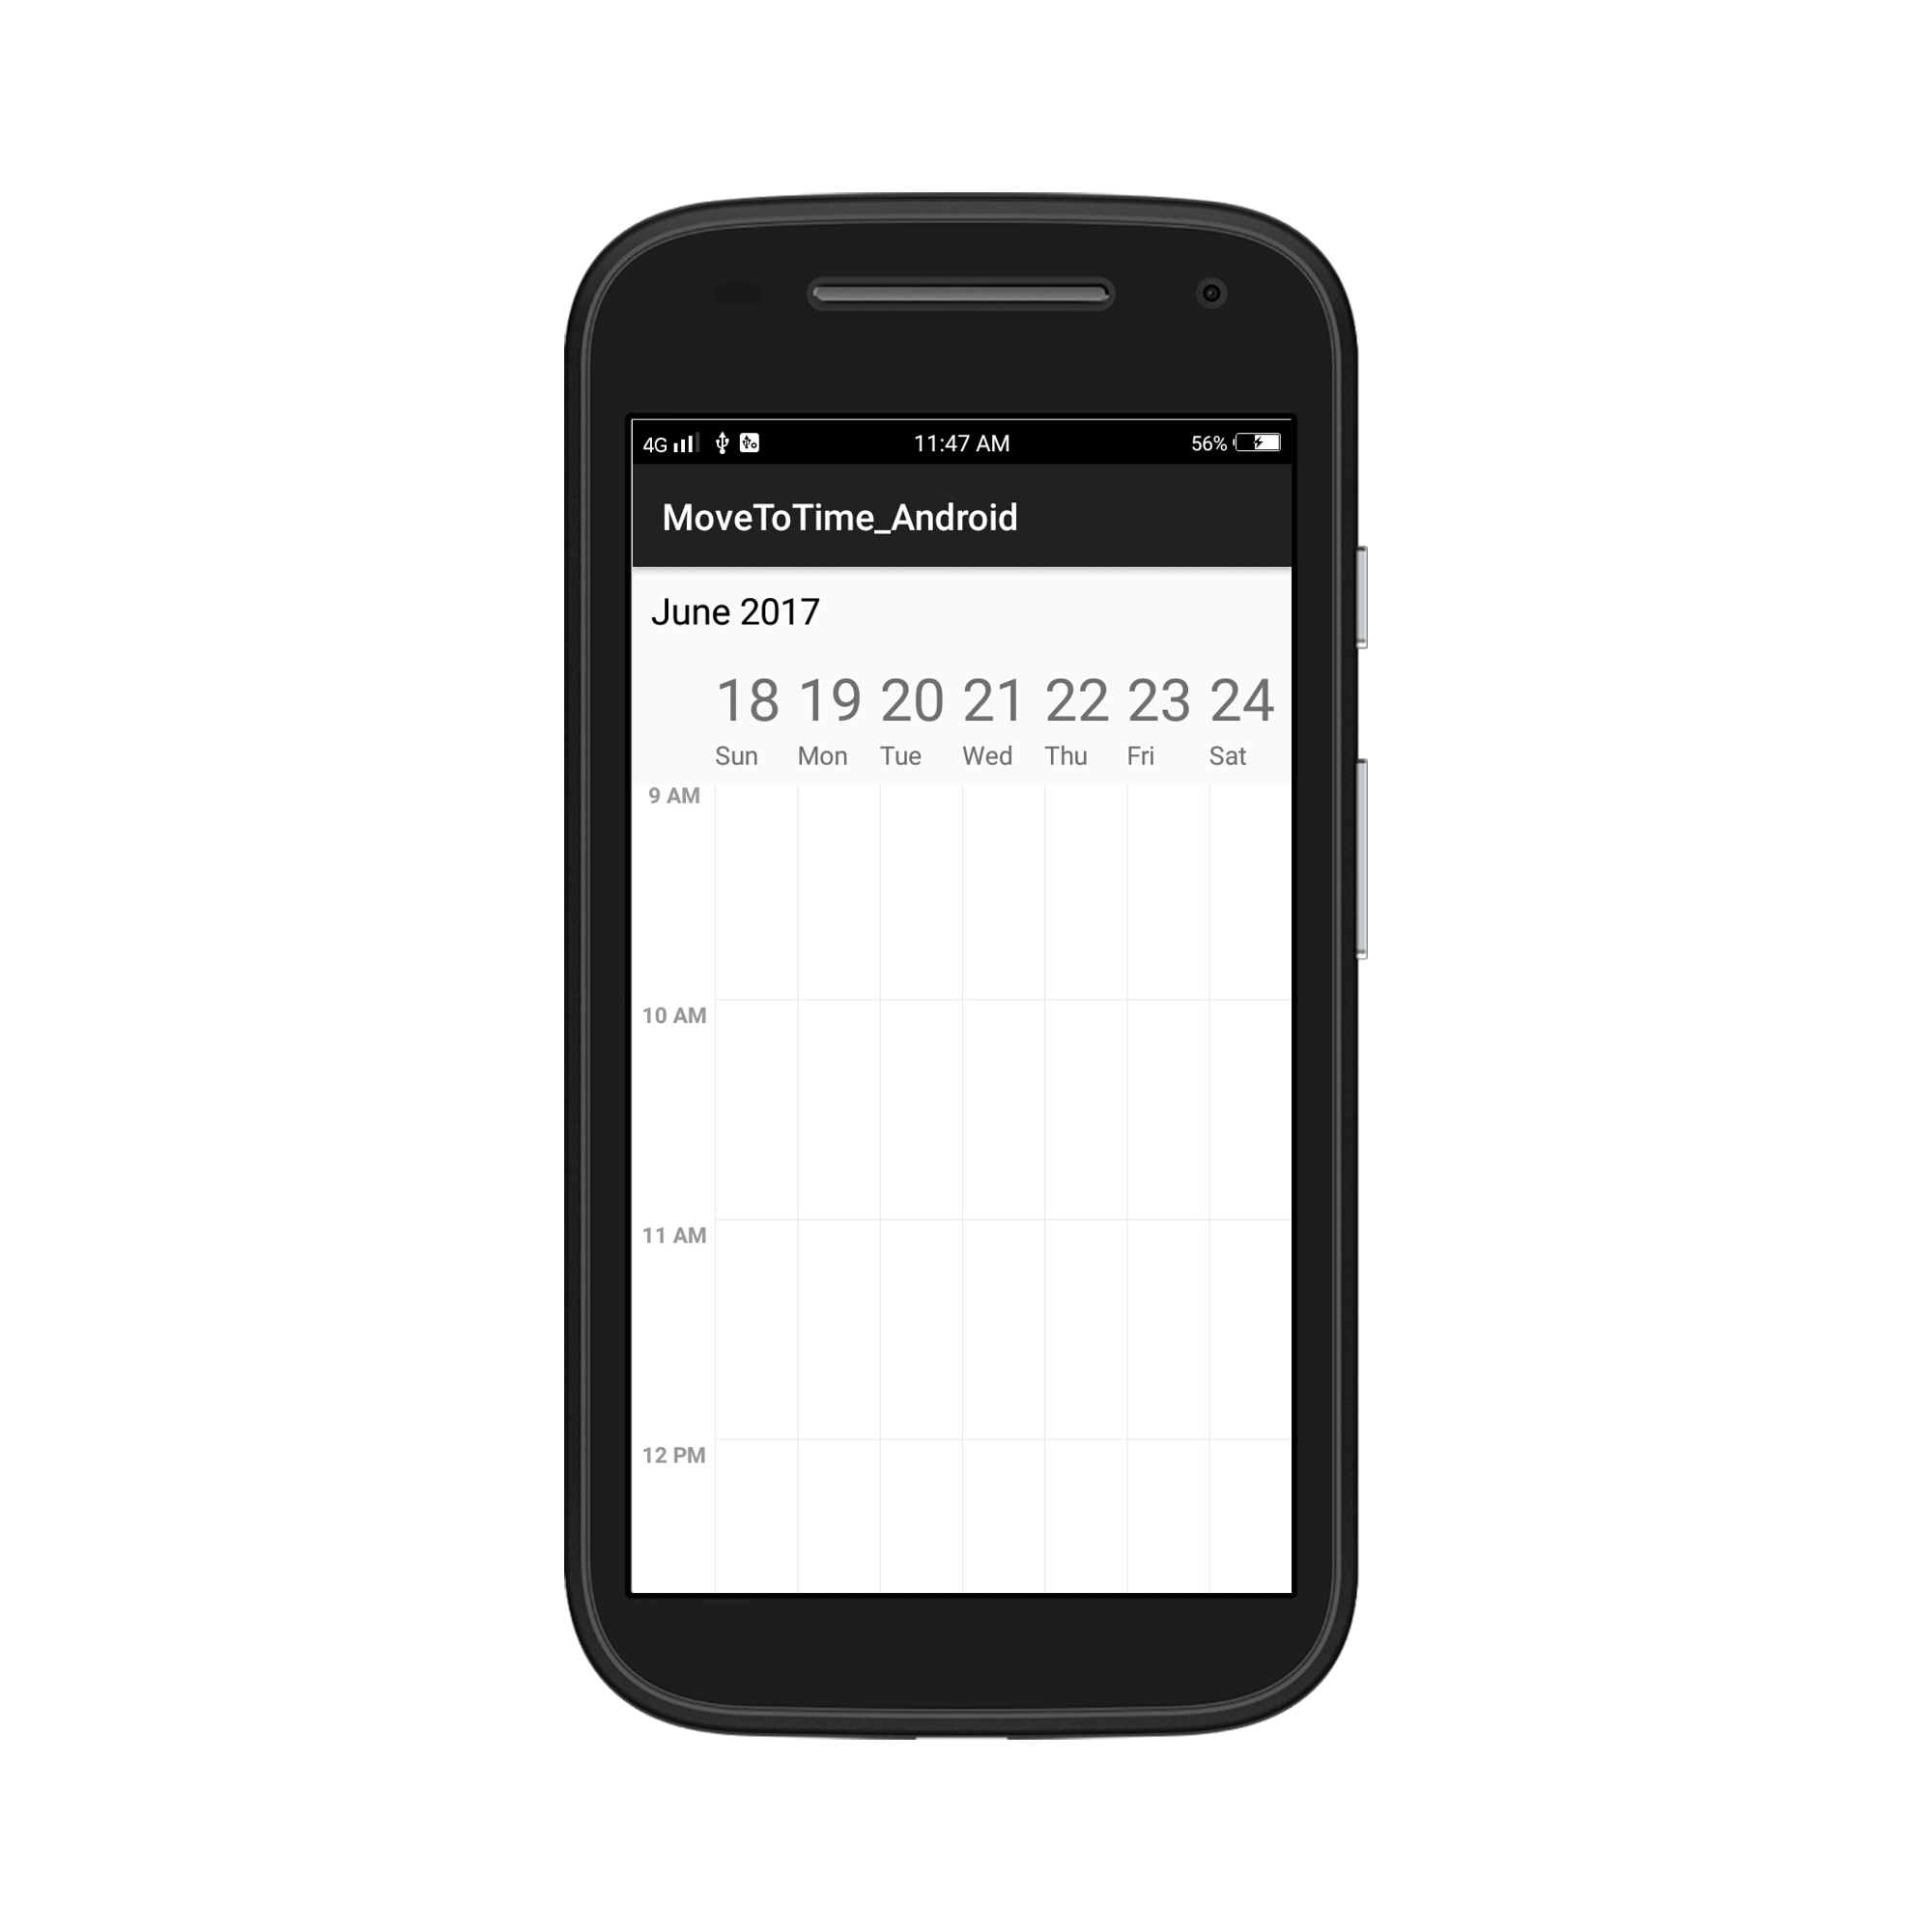 4G 11:47 AM 56%
MoveToTime_Android
June 2017
18 19 20 21 22 23 24
Sun Mon Tue Wed Thu Fri Sat
9 AM
10 AM
11 AM
12 PM